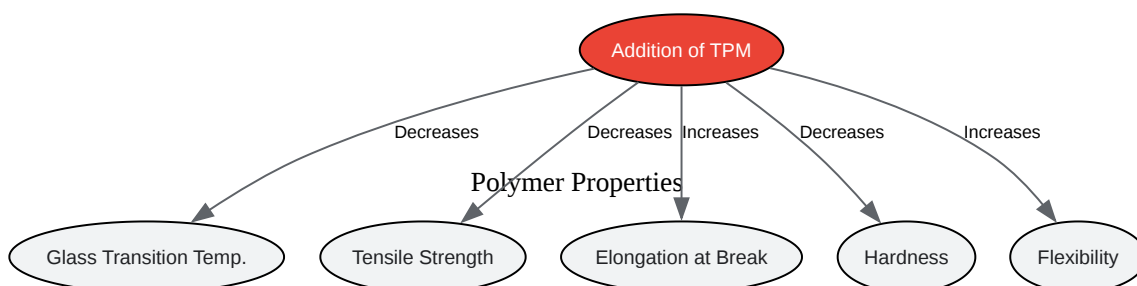 Addition of TPM
Decreases
Decreases
Increases
Decreases
Increases
Polymer Properties
Glass Transition Temp.
Tensile Strength
Elongation at Break
Hardness
Flexibility